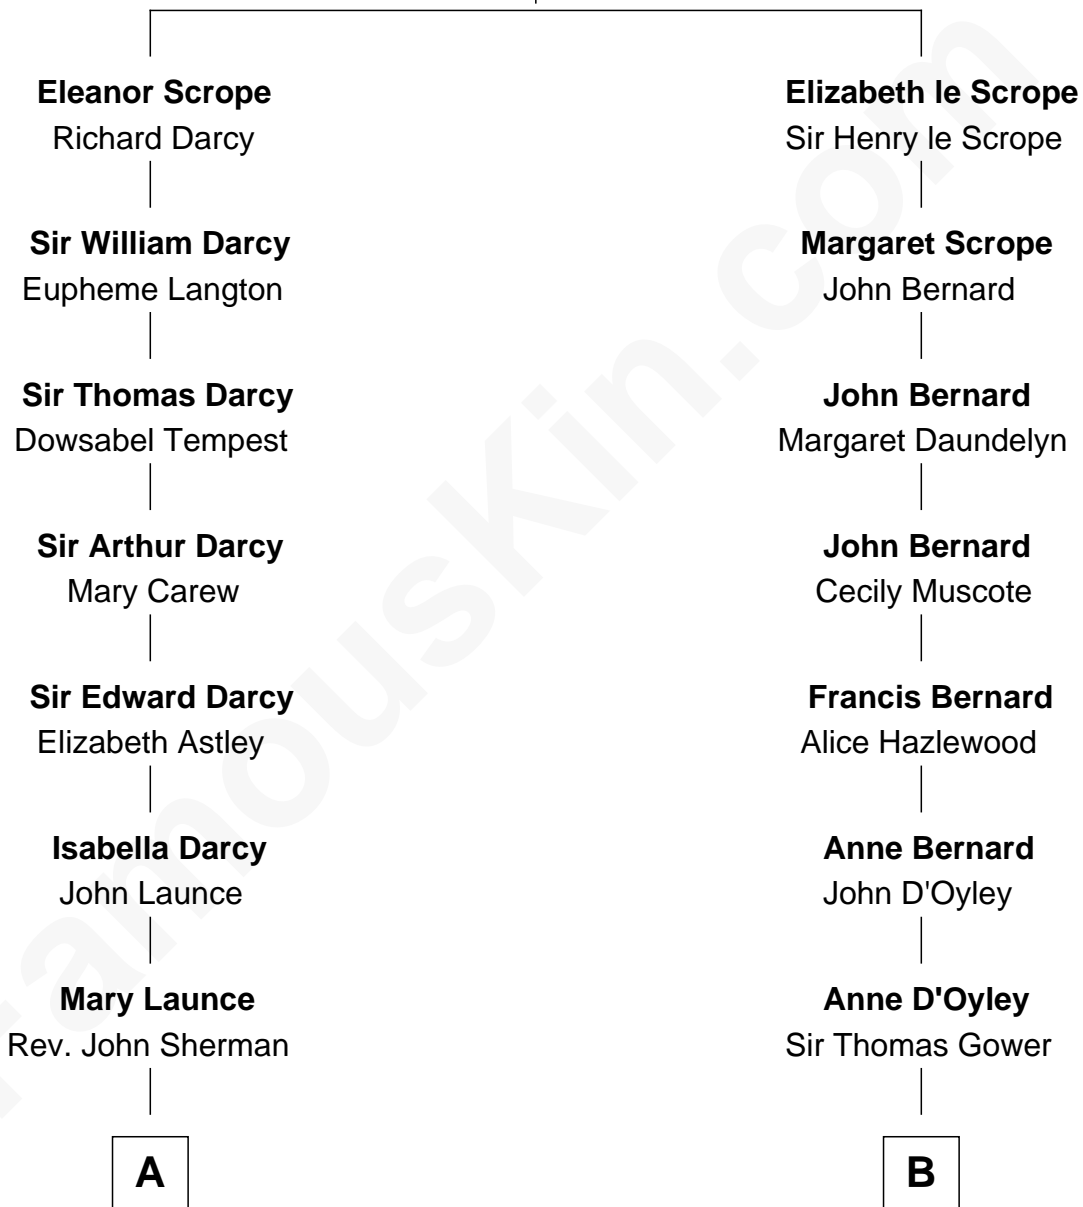 Eleanor Scrope
Richard Darcy
Sir William Darcy
Eupheme Langton
Sir Thomas Darcy
Dowsabel Tempest
Sir Arthur Darcy
Mary Carew
Sir Edward Darcy
Elizabeth Astley
Isabella Darcy
John Launce
Mary Launce
Rev. John Sherman
A
Elizabeth le Scrope
Sir Henry le Scrope
Margaret Scrope
John Bernard
John Bernard
Margaret Daundelyn
John Bernard
Cecily Muscote
Francis Bernard
Alice Hazlewood
Anne Bernard
John D'Oyley
Anne D'Oyley
Sir Thomas Gower
B
FamousKin.com